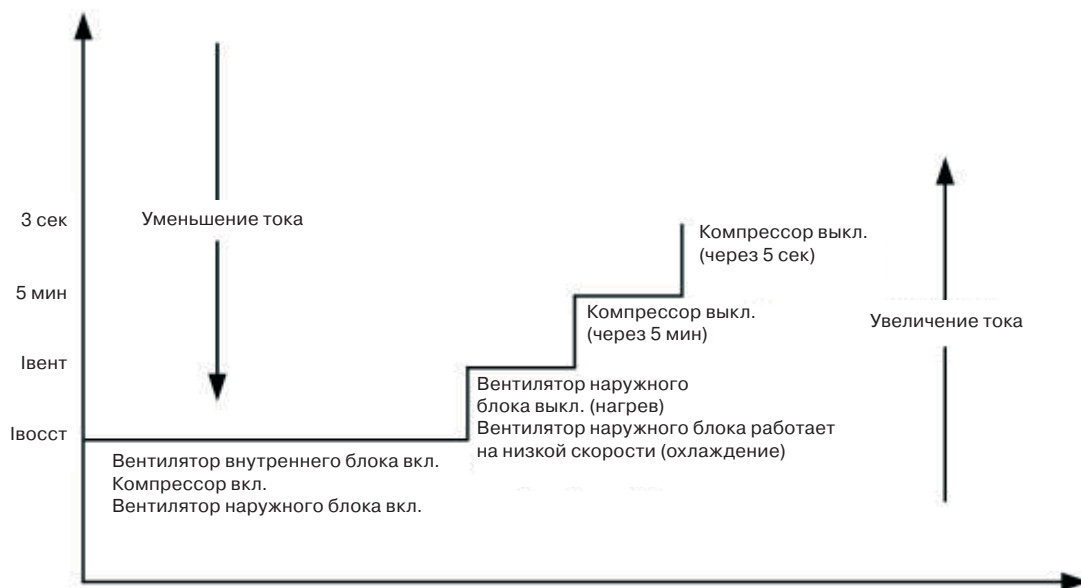 3 сек
Уменьшение тока
Компрессор выкл.
(через 5 сек)
5 мин
Компрессор выкл.
(через 5 мин)
Увеличение тока
Iвент
Вентилятор наружного
блока выкл. (нагрев)
Вентилятор наружного блока работает
на низкой скорости (охлаждение)
Iвосст
Вентилятор внутреннего блока вкл.
Компрессор вкл.
Вентилятор наружного блока вкл.